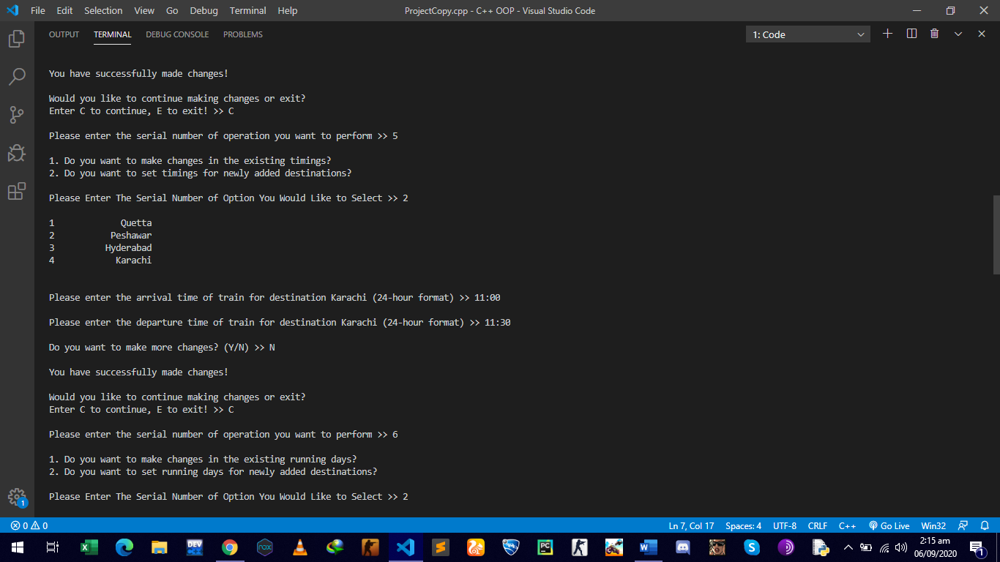 File Edit Selection View Go Debug Terminal Help ProjectCopy.cpp - C++ OOP - Visual Studio Code
OUTPUT TERMINAL DEBUG CONSOLE PROBLEMS 1: Code
You have successfully made changes!
Would you like to continue making changes or exit?
Enter C to continue, E to exit! >> C
Please enter the serial number of operation you want to perform >> 5
1. Do you want to make changes in the existing timings?
2. Do you want to set timings for newly added destinations?
Please Enter The Serial Number of Option You Would Like to Select >> 2
1 Quetta
2 Peshawar
3 Hyderabad
4 Karachi
Please enter the arrival time of train for destination Karachi (24-hour format) >> 11:00
Please enter the departure time of train for destination Karachi (24-hour format) >> 11:30
Do you want to make more changes? (Y/N) >> N
You have successfully made changes!
Would you like to continue making changes or exit?
Enter C to continue, E to exit! >> C
Please enter the serial number of operation you want to perform >> 6
1. Do you want to make changes in the existing running days?
2. Do you want to set running days for newly added destinations?
Please Enter The Serial Number of Option You Would Like to Select >> 2
1
0 0 Ln 7, Col 17 Spaces: 4 UTF-8 CRLF C++ Go Live Win32
DEV
nox
PC
W
S
2:15 am
06/09/2020
1